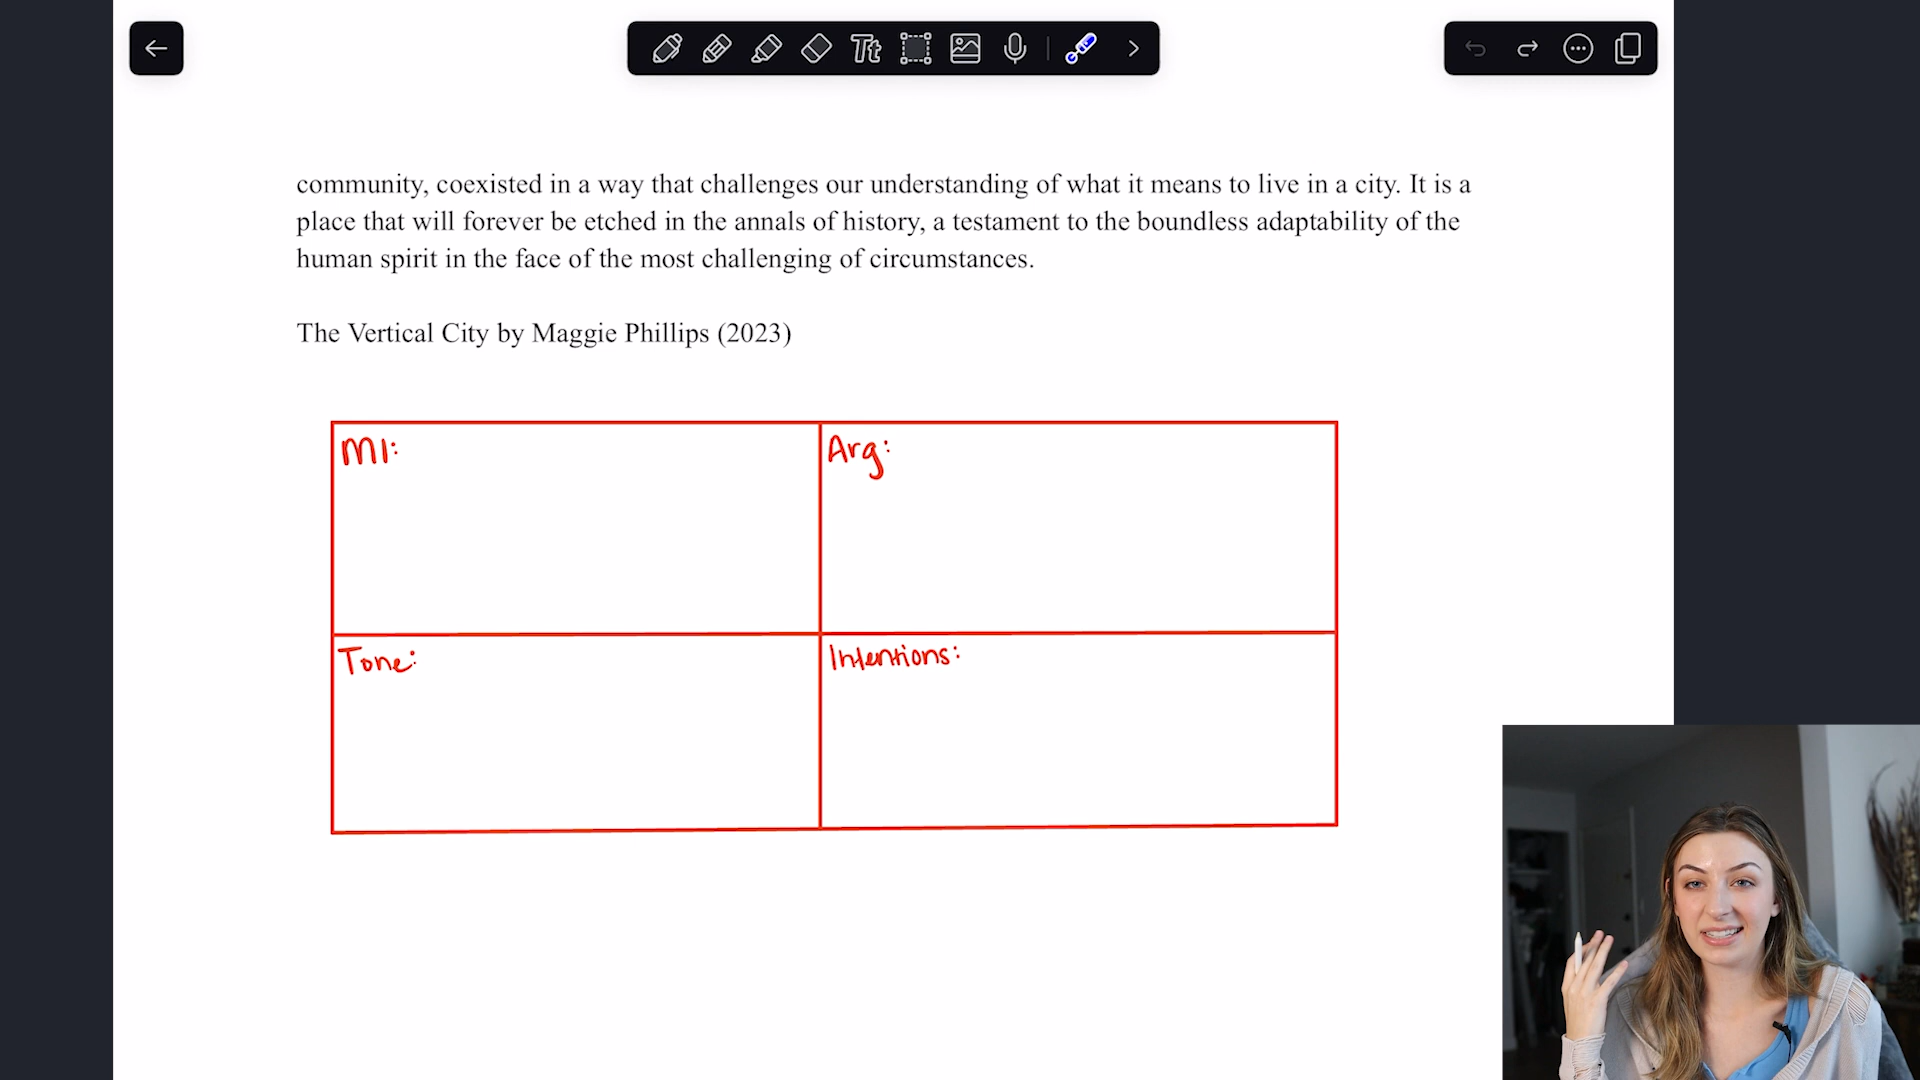 Tt
community, coexisted in a way that challenges our understanding of what it means to live in a city. It is a
place that will forever be etched in the annals of history, a testament to the boundless adaptability of the
human spirit in the face of the most challenging of circumstances.
The Vertical City by Maggie Phillips (2023)
MI:
Arg:
Tone:
Intentions: